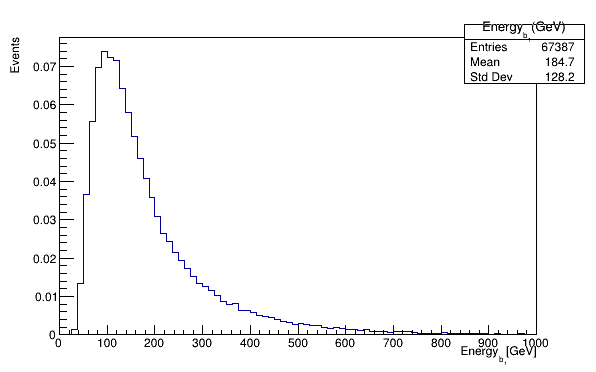 Energy_b1(GeV)
Entries 67387
Mean 184.7
Std Dev 128.2
Events
0.07
0.06
0.05
0.04
0.03
0.02
0.01
0
0 100 200 300 400 500 600 700 800 900 1000
Energy_b1[GeV]